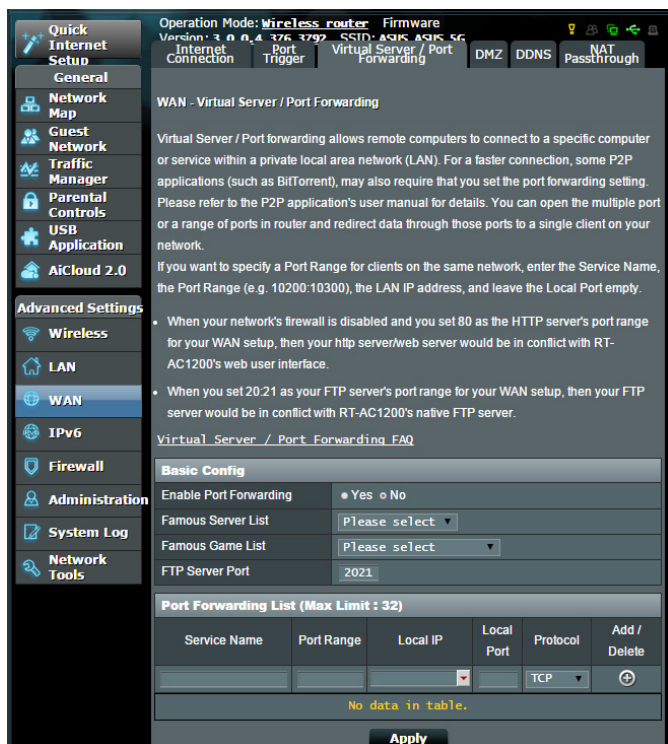 Quick
Internet
Setup
Operation Mode: Wireless router Firmware
Version: 3.0.0.4.376.3792 SSID: ASUS ASUS_5G
Internet Connection
Port Trigger
Virtual Server / Port Forwarding
DMZ
DDNS
NAT Passthrough
General
Network
Map
Guest
Network
Traffic
Manager
Parental
Controls
USB
Application
AiCloud 2.0
Advanced Settings
Wireless
LAN
WAN
IPv6
Firewall
Administration
System Log
Network
Tools
WAN - Virtual Server / Port Forwarding
Virtual Server / Port forwarding allows remote computers to connect to a specific computer
or service within a private local area network (LAN). For a faster connection, some P2P
applications (such as BitTorrent), may also require that you set the port forwarding setting.
Please refer to the P2P application's user manual for details. You can open the multiple port
or a range of ports in router and redirect data through those ports to a single client on your
network.
If you want to specify a Port Range for clients on the same network, enter the Service Name,
the Port Range (e.g. 10200:10300), the LAN IP address, and leave the Local Port empty.
• When your network's firewall is disabled and you set 80 as the HTTP server's port range
for your WAN setup, then your http server/web server would be in conflict with RT-
AC1200's web user interface.
• When you set 20:21 as your FTP server's port range for your WAN setup, then your FTP
server would be in conflict with RT-AC1200's native FTP server.
Virtual Server / Port Forwarding FAQ
Basic Config
Enable Port Forwarding Yes No
Famous Server List Please select
Famous Game List Please select
FTP Server Port 2021
Port Forwarding List (Max Limit : 32)
Service Name Port Range Local IP Local Port Protocol Add / Delete
TCP
No data in table.
Apply